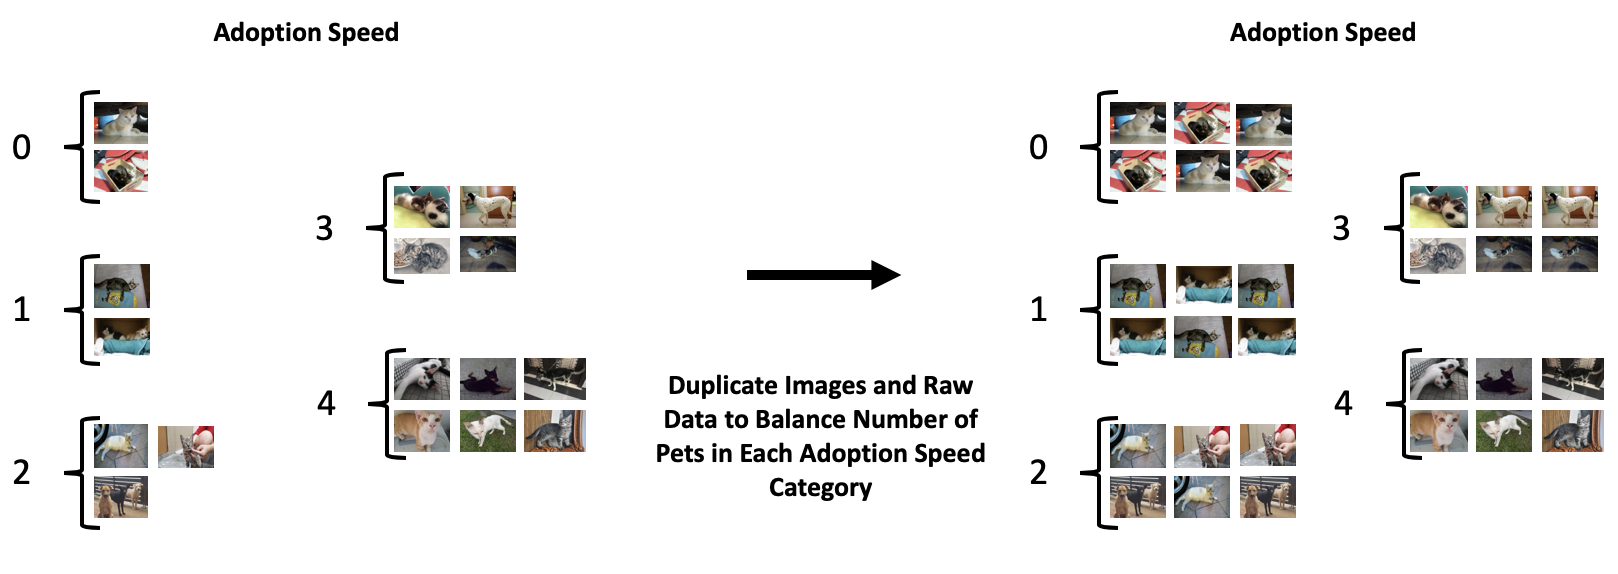 Adoption Speed
0
1
2
3
4
Duplicate Images and Raw
Data to Balance Number of
Pets in Each Adoption Speed
Category
Adoption Speed
0
1
2
3
4